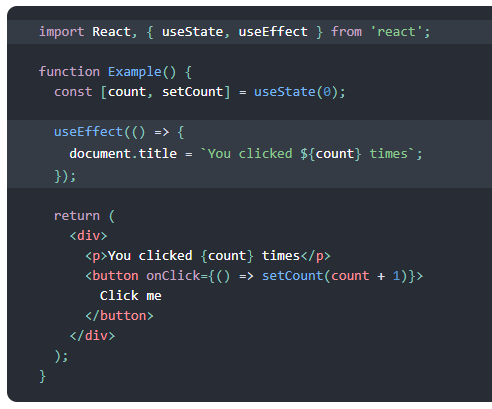 import React, { useState, useEffect } from 'react';
function Example() {
const [count, setCount] = useState(0);
useEffect(() => {
document.title = `You clicked ${count} times`;
});
return (
<div>
<p>You clicked {count} times</p>
<button onClick={() => setCount(count + 1)}>
Click me
</button>
</div>
);
}